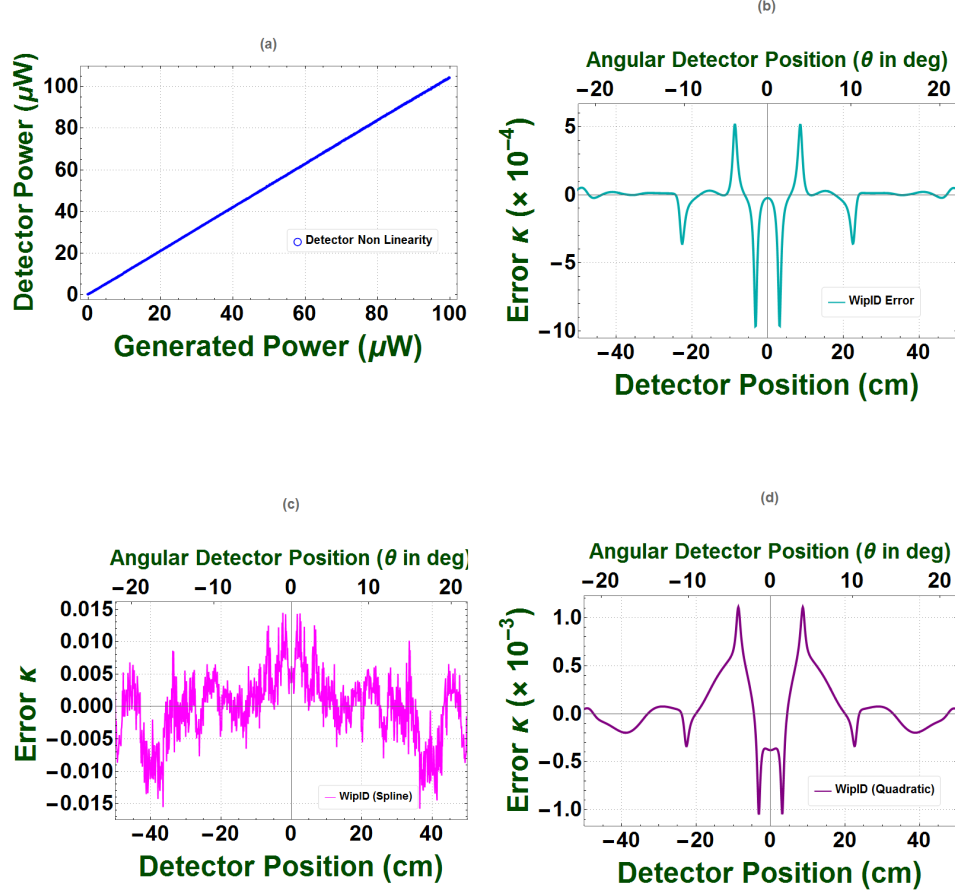 (a)
Detector Power (μW)
100
80
60
40
20
0
Detector Non Linearity
0 20 40 60 80 100
Generated Power (μW)
(b)
Angular Detector Position (θ in deg)
−20 −10 0 10 20
Error κ (× 10⁻⁴)
5
0
−5
−10
WipID Error
−40 −20 0 20 40
Detector Position (cm)
(c)
Angular Detector Position (θ in deg)
−20 −10 0 10 20
Error κ
0.015
0.010
0.005
0.000
−0.005
−0.010
−0.015
WipID (Spline)
−40 −20 0 20 40
Detector Position (cm)
(d)
Angular Detector Position (θ in deg)
−20 −10 0 10 20
Error κ (× 10⁻³)
1.0
0.5
0.0
−0.5
−1.0
WipID (Quadratic)
−40 −20 0 20 40
Detector Position (cm)